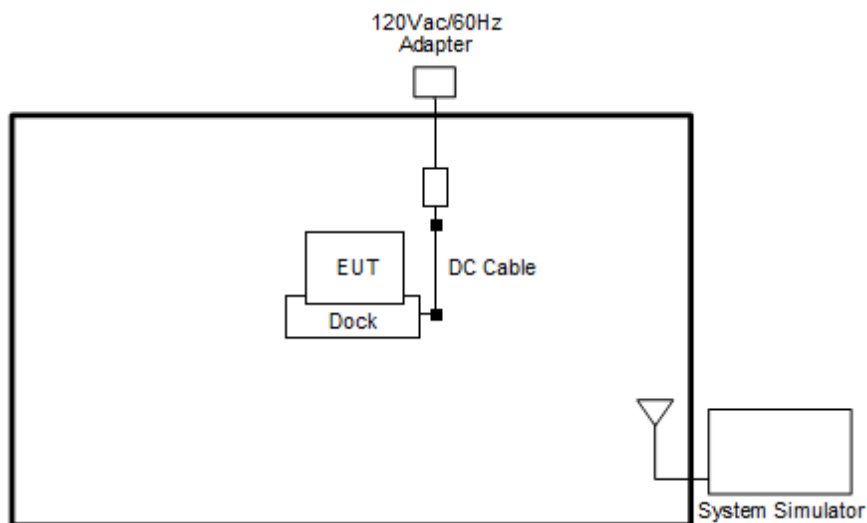 120Vac/60Hz
Adapter
EUT
DC Cable
Dock
System Simulator